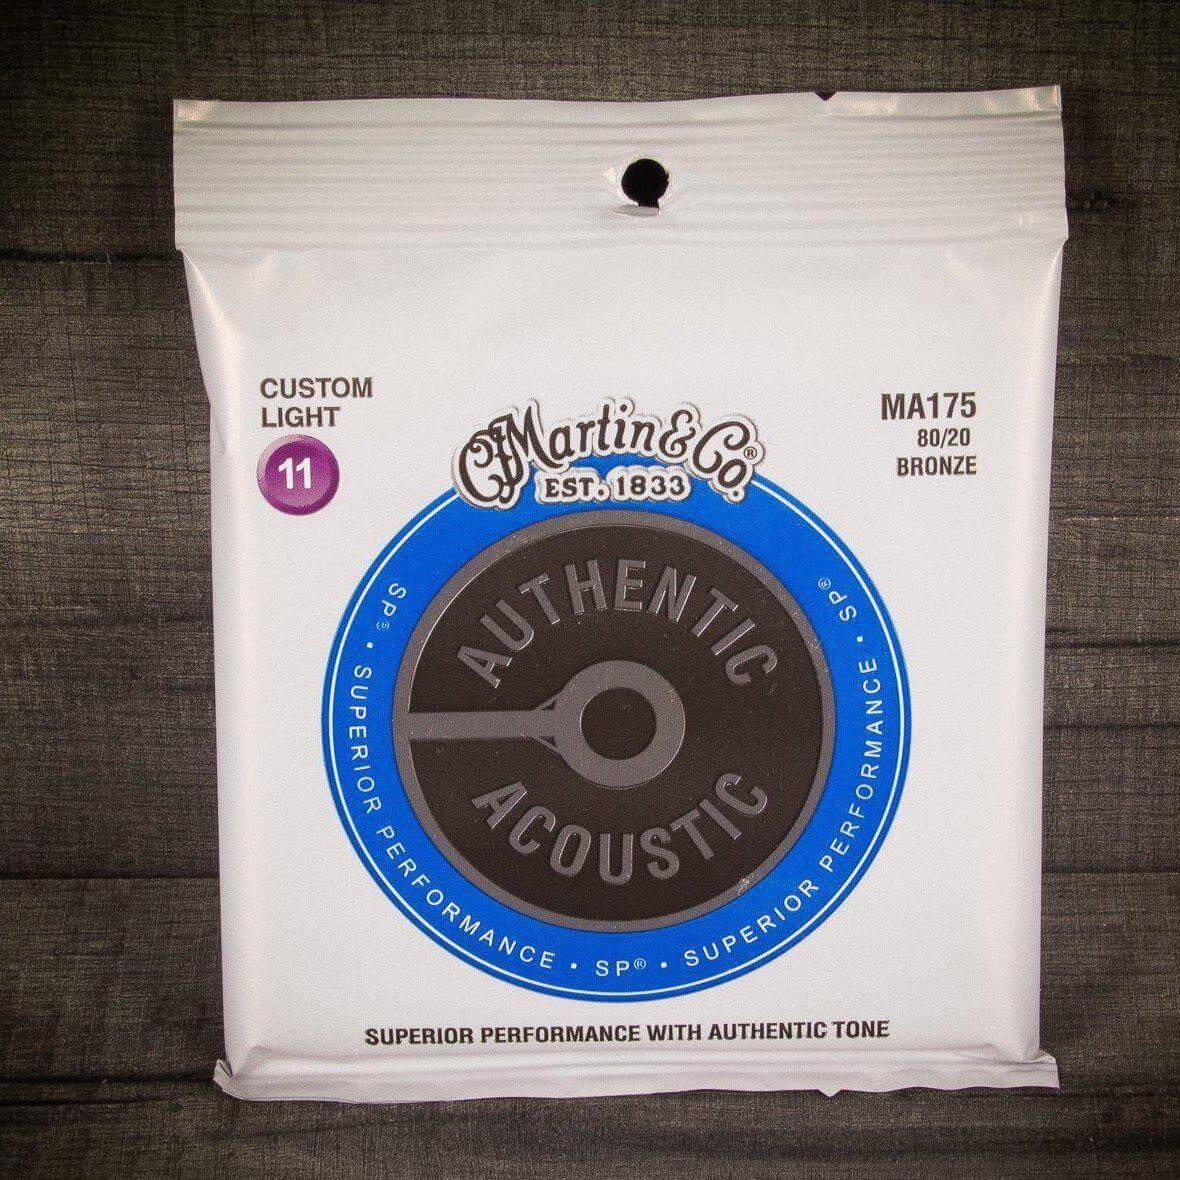 CUSTOM
LIGHT
11
MA175
80/20
BRONZE
CF Martin & Co.®
EST. 1833
AUTHENTIC
ACOUSTIC
SP® • SUPERIOR PERFORMANCE • SP® • SUPERIOR PERFORMANCE • SP®
SUPERIOR PERFORMANCE WITH AUTHENTIC TONE